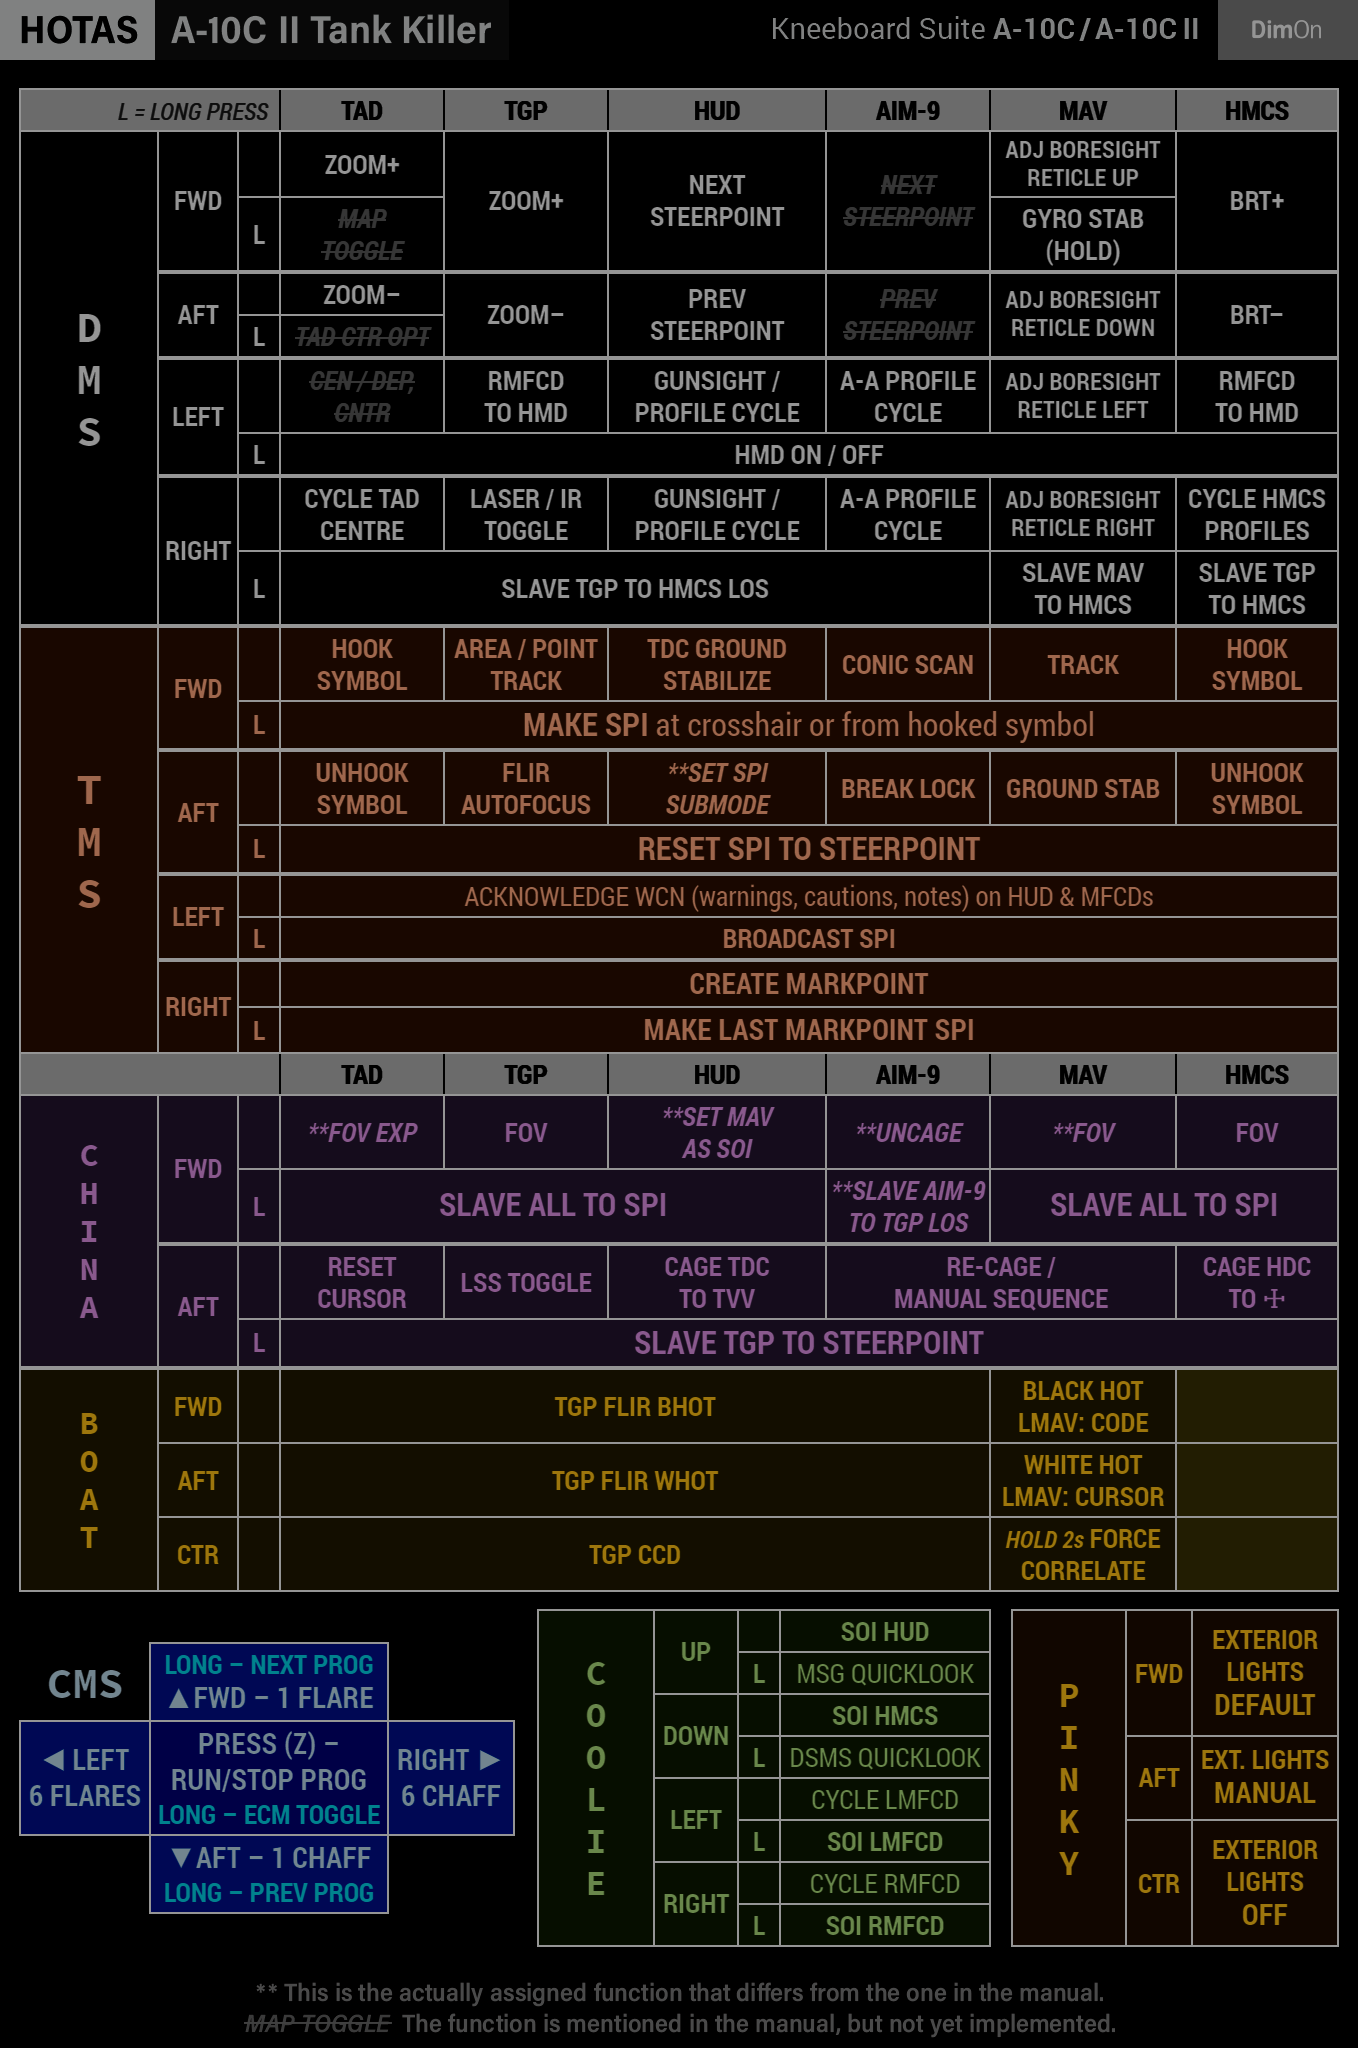 HOTAS A-10C II Tank Killer Kneeboard Suite A-10C / A-10C II DimOn
L = LONG PRESS TAD TGP HUD AIM-9 MAV HMCS
DMS
FWD
ZOOM+
ZOOM+
NEXT
STEERPOINT
NEXT
STEERPOINT
ADJ BORESIGHT
RETICLE UP
BRT+
L
MAP
TOGGLE
GYRO STAB
(HOLD)
AFT
ZOOM–
ZOOM–
PREV
STEERPOINT
PREV
STEERPOINT
ADJ BORESIGHT
RETICLE DOWN
BRT–
L
TAD CTR OPT
LEFT
CEN / DEP,
CNTR
RMFCD
TO HMD
GUNSIGHT /
PROFILE CYCLE
A-A PROFILE
CYCLE
ADJ BORESIGHT
RETICLE LEFT
RMFCD
TO HMD
L
HMD ON / OFF
RIGHT
CYCLE TAD
CENTRE
LASER / IR
TOGGLE
GUNSIGHT /
PROFILE CYCLE
A-A PROFILE
CYCLE
ADJ BORESIGHT
RETICLE RIGHT
CYCLE HMCS
PROFILES
L
SLAVE TGP TO HMCS LOS
SLAVE MAV
TO HMCS
SLAVE TGP
TO HMCS
TMS
FWD
HOOK
SYMBOL
AREA / POINT
TRACK
TDC GROUND
STABILIZE
CONIC SCAN
TRACK
HOOK
SYMBOL
L
MAKE SPI at crosshair or from hooked symbol
AFT
UNHOOK
SYMBOL
FLIR
AUTOFOCUS
**SET SPI
SUBMODE
BREAK LOCK
GROUND STAB
UNHOOK
SYMBOL
L
RESET SPI TO STEERPOINT
LEFT
ACKNOWLEDGE WCN (warnings, cautions, notes) on HUD & MFCDs
L
BROADCAST SPI
RIGHT
CREATE MARKPOINT
L
MAKE LAST MARKPOINT SPI
TAD TGP HUD AIM-9 MAV HMCS
CHINA
FWD
**FOV EXP
FOV
**SET MAV
AS SOI
**UNCAGE
**FOV
FOV
L
SLAVE ALL TO SPI
**SLAVE AIM-9
TO TGP LOS
SLAVE ALL TO SPI
AFT
RESET
CURSOR
LSS TOGGLE
CAGE TDC
TO TVV
RE-CAGE /
MANUAL SEQUENCE
CAGE HDC
TO
L
SLAVE TGP TO STEERPOINT
BOAT
FWD
TGP FLIR BHOT
BLACK HOT
LMAV: CODE
AFT
TGP FLIR WHOT
WHITE HOT
LMAV: CURSOR
CTR
TGP CCD
HOLD 2s FORCE
CORRELATE
CMS
LONG – NEXT PROG
▲FWD – 1 FLARE
◀ LEFT
6 FLARES
PRESS (Z) –
RUN/STOP PROG
LONG – ECM TOGGLE
RIGHT ▶
6 CHAFF
▼AFT – 1 CHAFF
LONG – PREV PROG
COOLIE
UP
SOI HUD
L
MSG QUICKLOOK
DOWN
SOI HMCS
L
DSMS QUICKLOOK
LEFT
CYCLE LMFCD
L
SOI LMFCD
RIGHT
CYCLE RMFCD
L
SOI RMFCD
PINKY
FWD
EXTERIOR
LIGHTS
DEFAULT
AFT
EXT. LIGHTS
MANUAL
CTR
EXTERIOR
LIGHTS
OFF
** This is the actually assigned function that differs from the one in the manual.
MAP TOGGLE The function is mentioned in the manual, but not yet implemented.